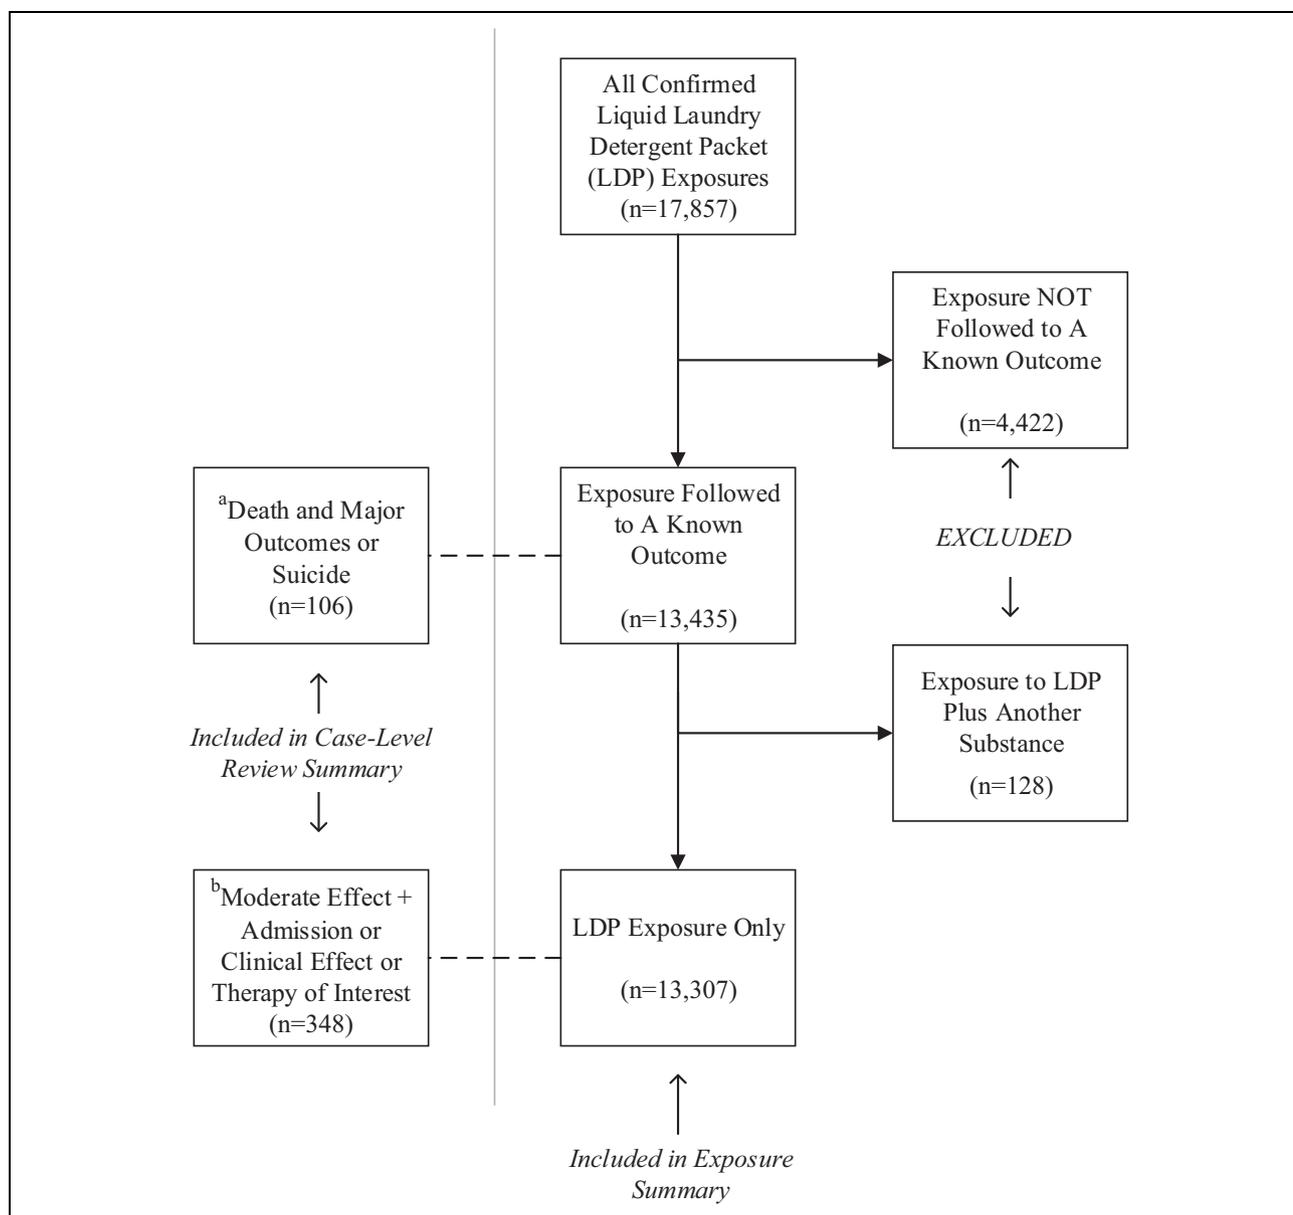 All Confirmed
Liquid Laundry
Detergent Packet
(LDP) Exposures
(n=17,857)
Exposure NOT
Followed to A
Known Outcome
(n=4,422)
EXCLUDED
Exposure to LDP
Plus Another
Substance
(n=128)
Exposure Followed
to A Known
Outcome
(n=13,435)
aDeath and Major
Outcomes or
Suicide
(n=106)
Included in Case-Level
Review Summary
bModerate Effect +
Admission or
Clinical Effect or
Therapy of Interest
(n=348)
LDP Exposure Only
(n=13,307)
Included in Exposure
Summary